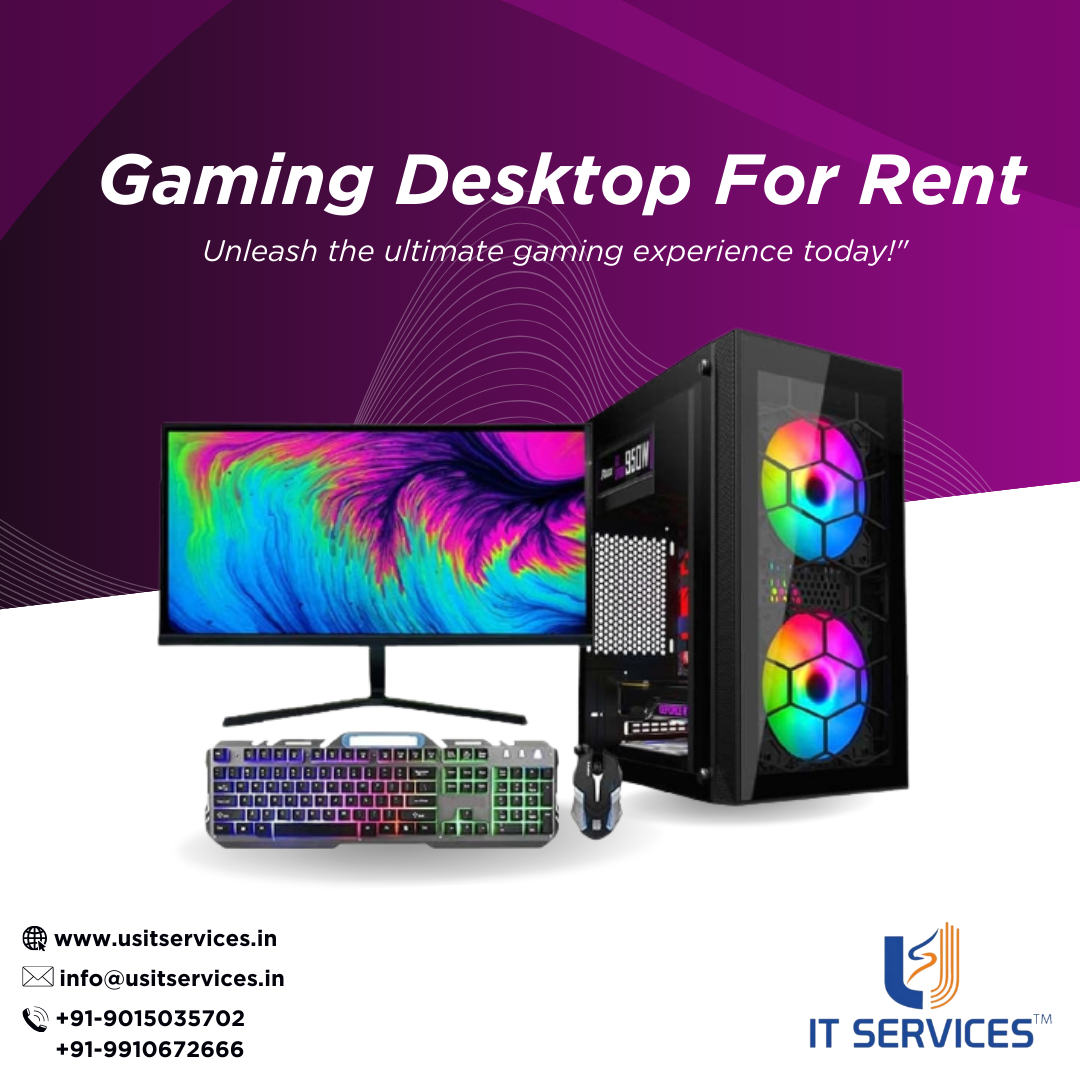 Gaming Desktop For Rent
Unleash the ultimate gaming experience today!"
950W
GEFORCE
www.usitservices.in
info@usitservices.in
+91-9015035702
+91-9910672666
IT SERVICES™